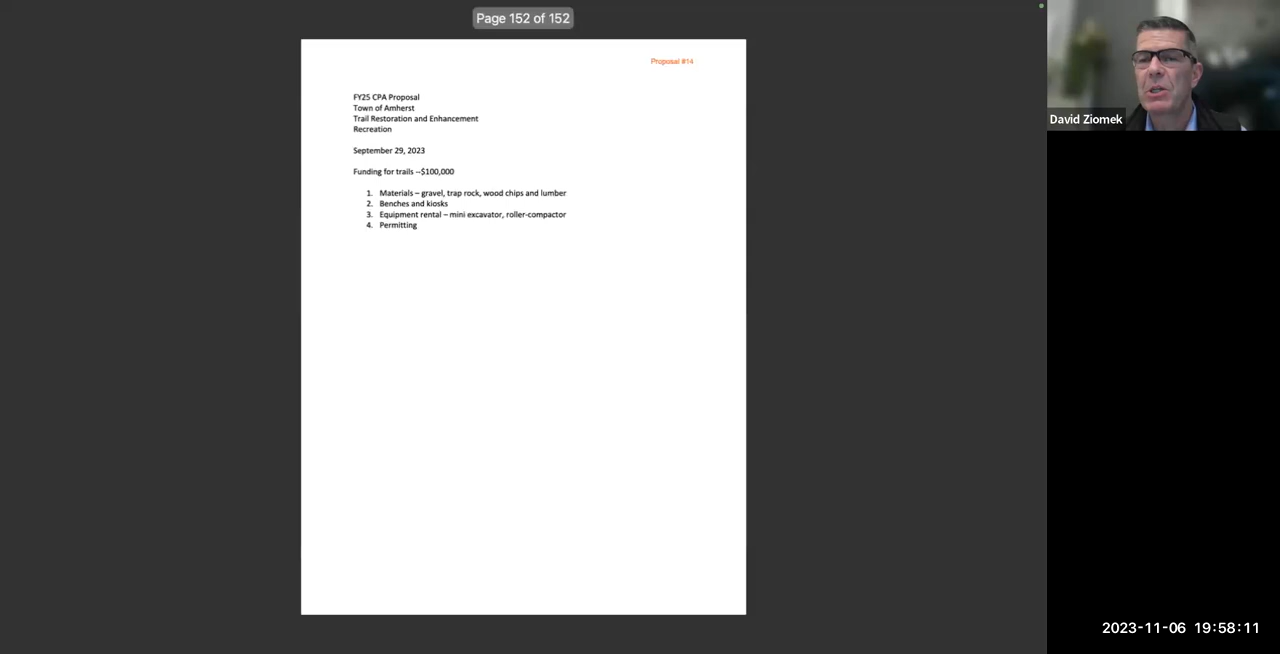 Page 152 of 152
Proposal #14
FY25 CPA Proposal
Town of Amherst
Trail Restoration and Enhancement
Recreation
September 29, 2023
Funding for trails --$100,000
1. Materials – gravel, trap rock, wood chips and lumber
2. Benches and kiosks
3. Equipment rental – mini excavator, roller-compactor
4. Permitting
David Ziomek
2023-11-06 19:58:11